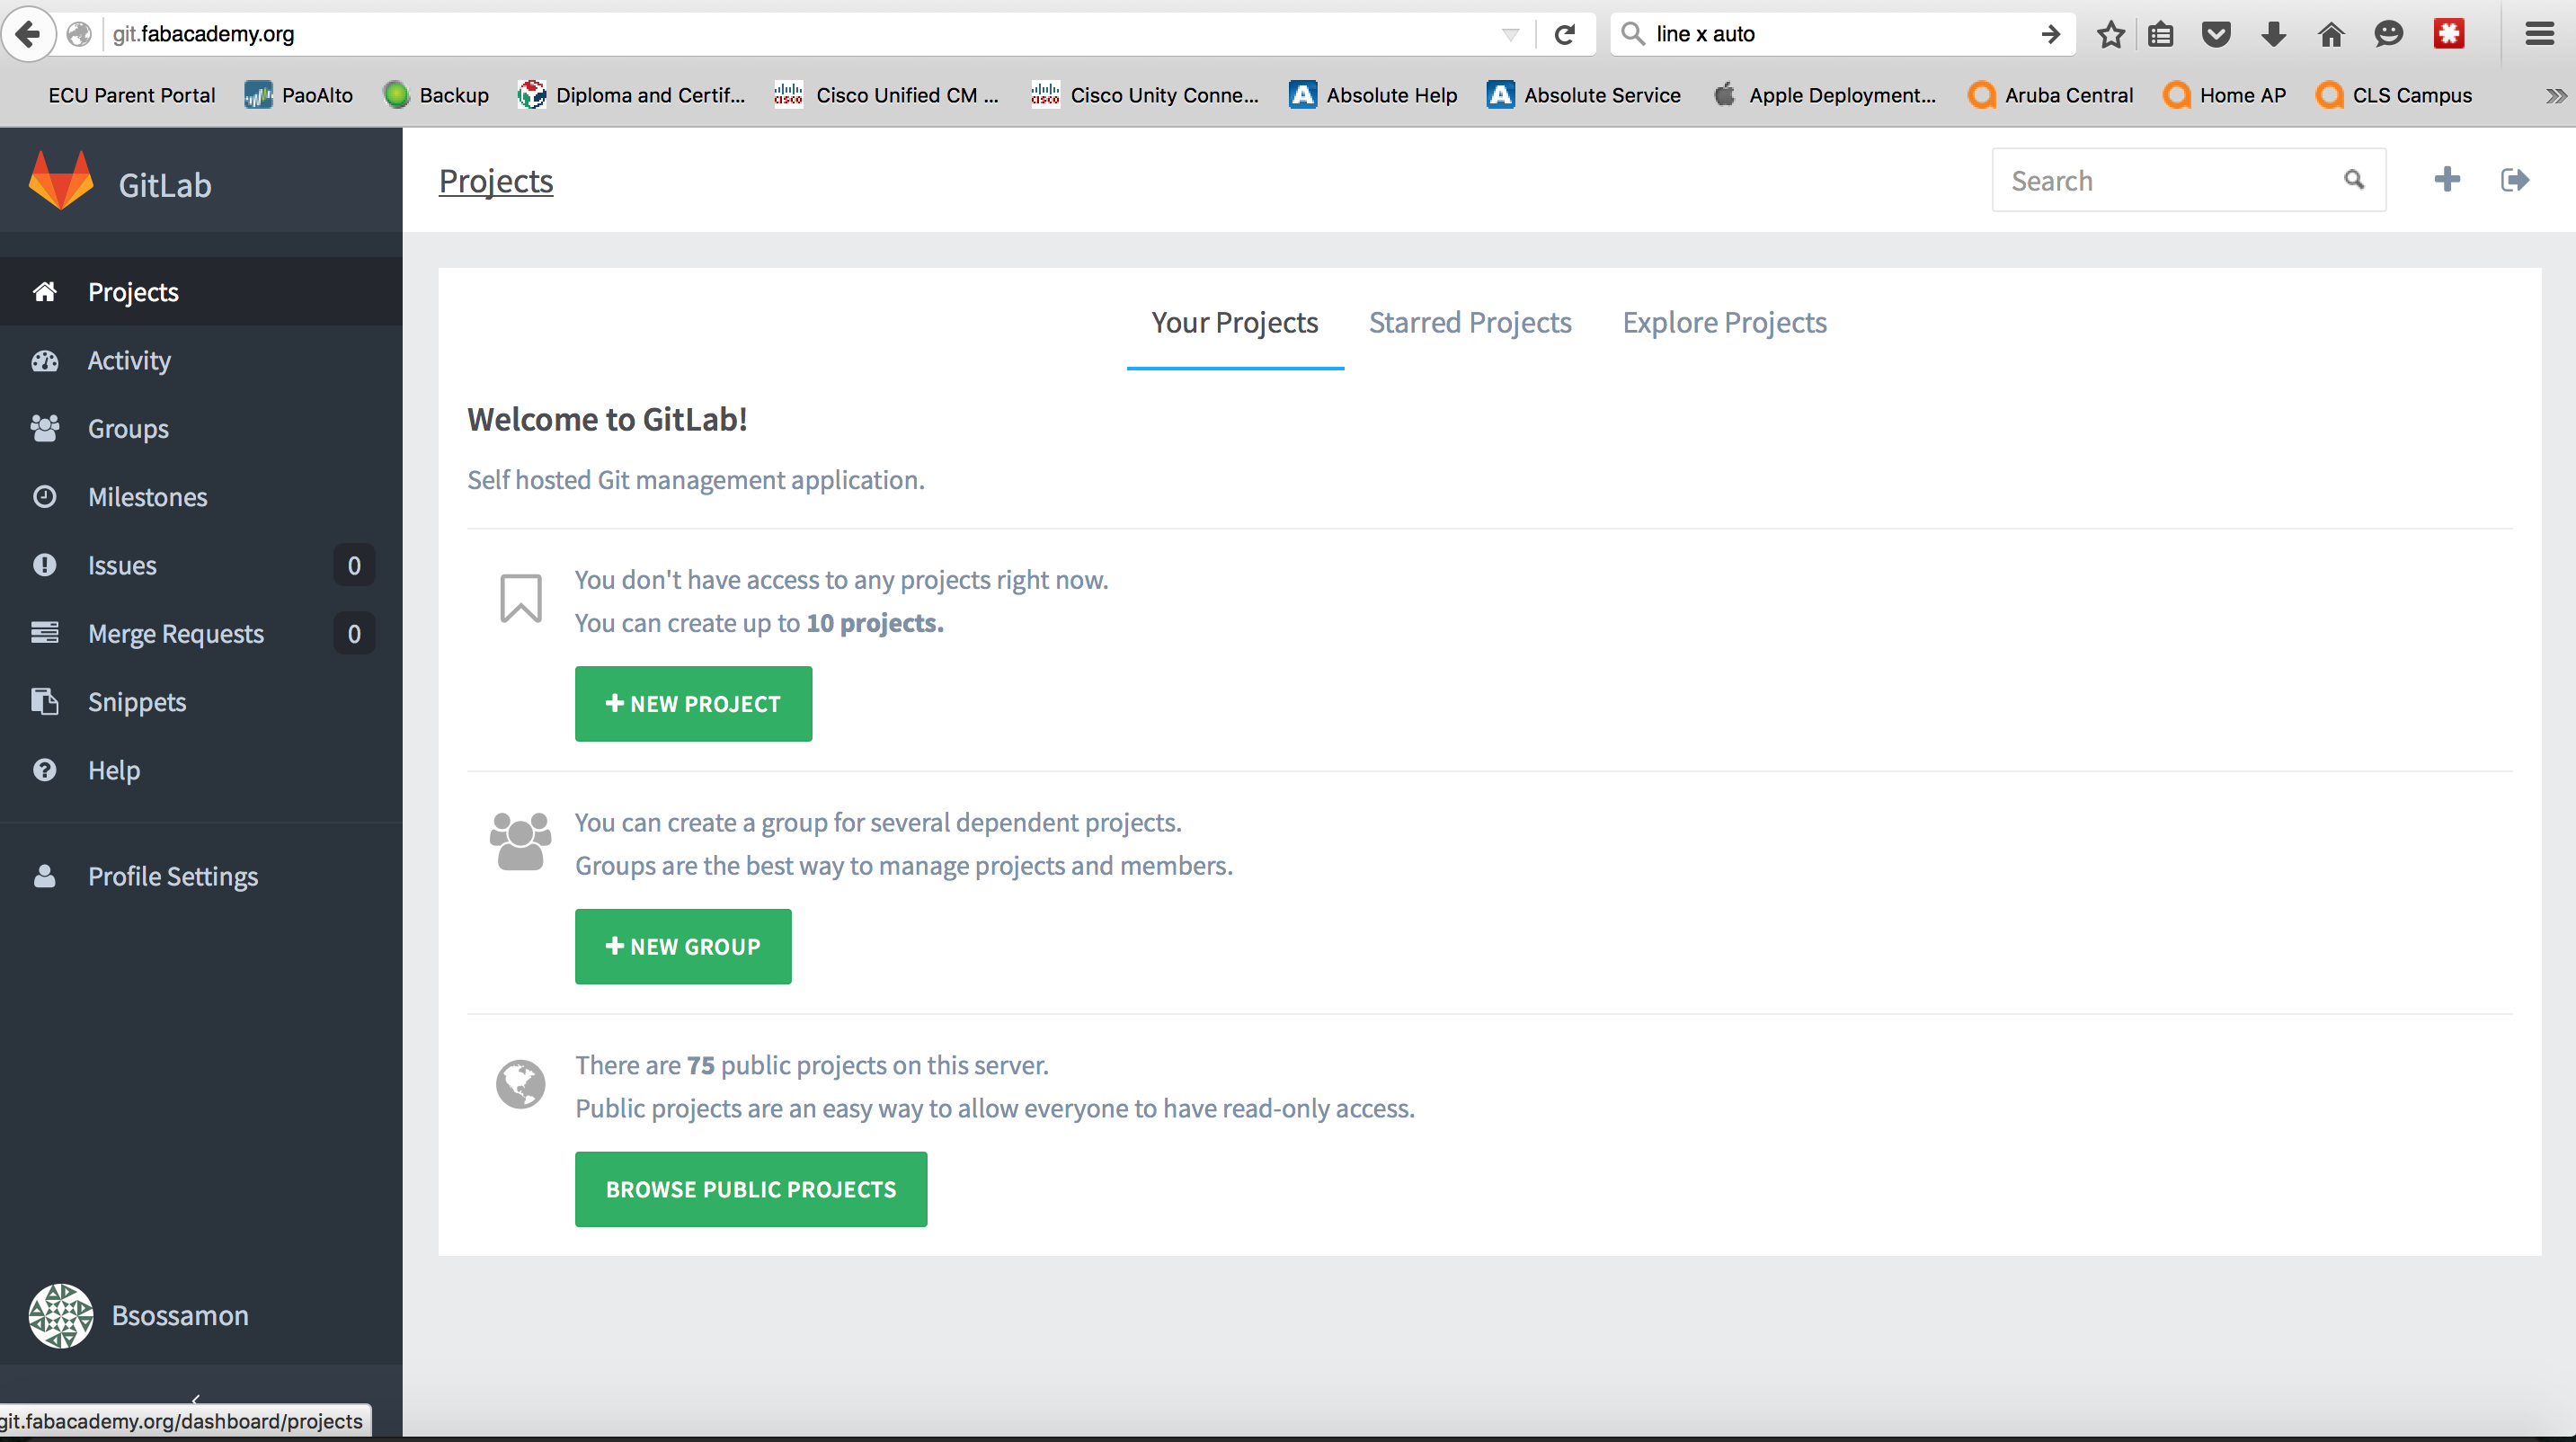 git.fabacademy.org
line x auto
ECU Parent Portal
PaoAlto
Backup
Diploma and Certif...
Cisco Unified CM ...
Cisco Unity Conne...
Absolute Help
Absolute Service
Apple Deployment...
Aruba Central
Home AP
CLS Campus
GitLab
Projects
Search
Projects
Activity
Groups
Milestones
Issues 0
Merge Requests 0
Snippets
Help
Profile Settings
Bsossamon
git.fabacademy.org/dashboard/projects
Your Projects
Starred Projects
Explore Projects
Welcome to GitLab!
Self hosted Git management application.
You don't have access to any projects right now.
You can create up to 10 projects.
+ NEW PROJECT
You can create a group for several dependent projects.
Groups are the best way to manage projects and members.
+ NEW GROUP
There are 75 public projects on this server.
Public projects are an easy way to allow everyone to have read-only access.
BROWSE PUBLIC PROJECTS